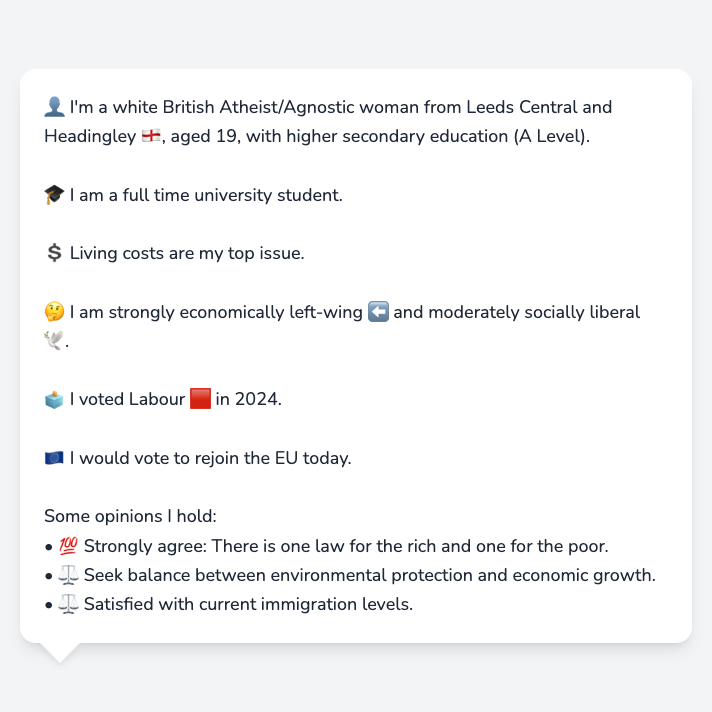 👤 I'm a white British Atheist/Agnostic woman from Leeds Central and
Headingley 🏴󠁧󠁢󠁥󠁮󠁧󠁿, aged 19, with higher secondary education (A Level).
🎓 I am a full time university student.
💲 Living costs are my top issue.
🤔 I am strongly economically left-wing ⬅️ and moderately socially liberal
🕊️.
🗳️ I voted Labour 🟥 in 2024.
🇪🇺 I would vote to rejoin the EU today.
Some opinions I hold:
• 💯 Strongly agree: There is one law for the rich and one for the poor.
• ⚖️ Seek balance between environmental protection and economic growth.
• ⚖️ Satisfied with current immigration levels.